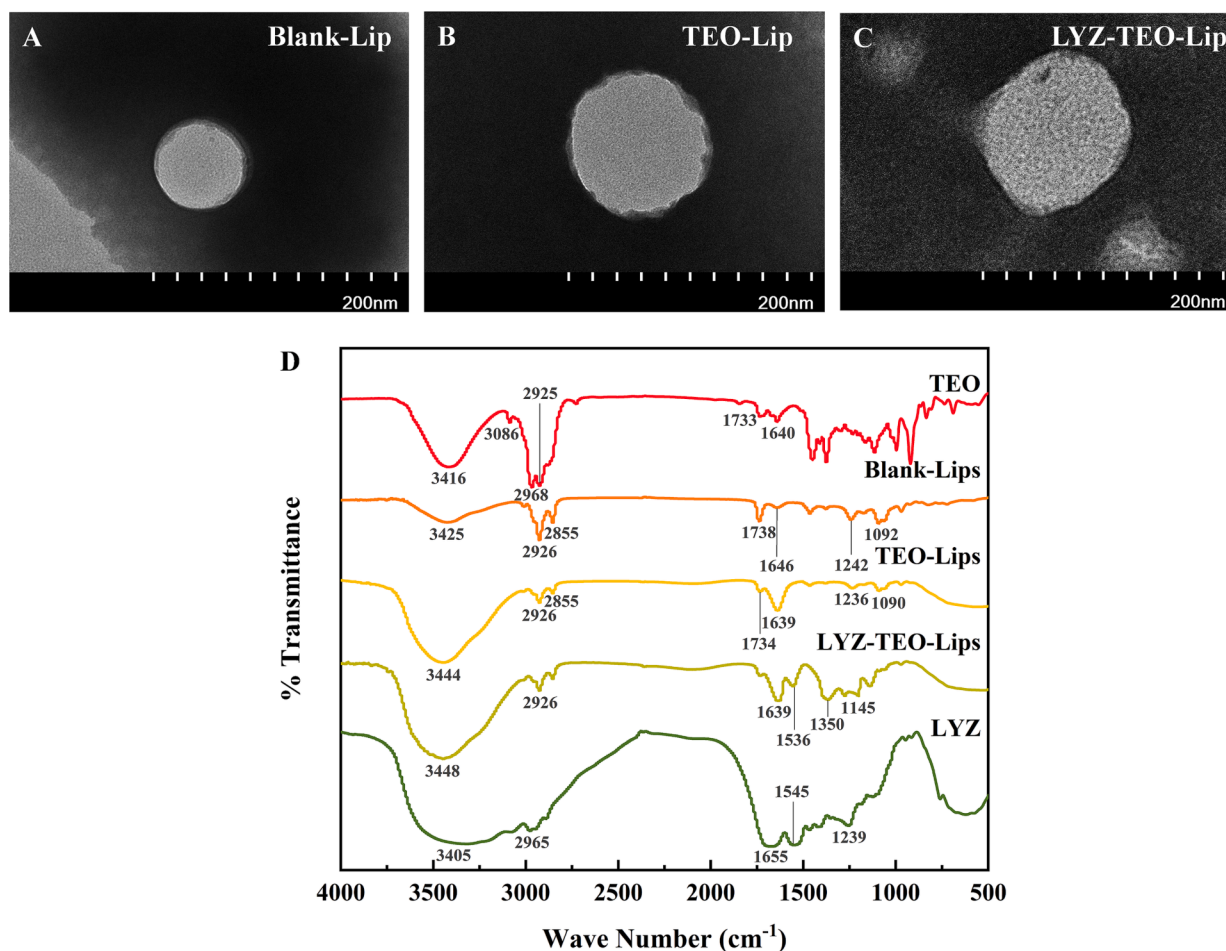 A
Blank-Lip
200nm
B
TEO-Lip
200nm
C
LYZ-TEO-Lip
200nm
D
% Transmittance
TEO
2925
3086
3416
2968
1733
1640
Blank-Lips
3425
2926
2855
1738
1646
1242
1092
TEO-Lips
3444
2926
2855
1734
1639
1236
1090
LYZ-TEO-Lips
3448
2926
1639
1536
1350
1145
LYZ
3405
2965
1655
1545
1239
4000 3500 3000 2500 2000 1500 1000 500
Wave Number (cm⁻¹)